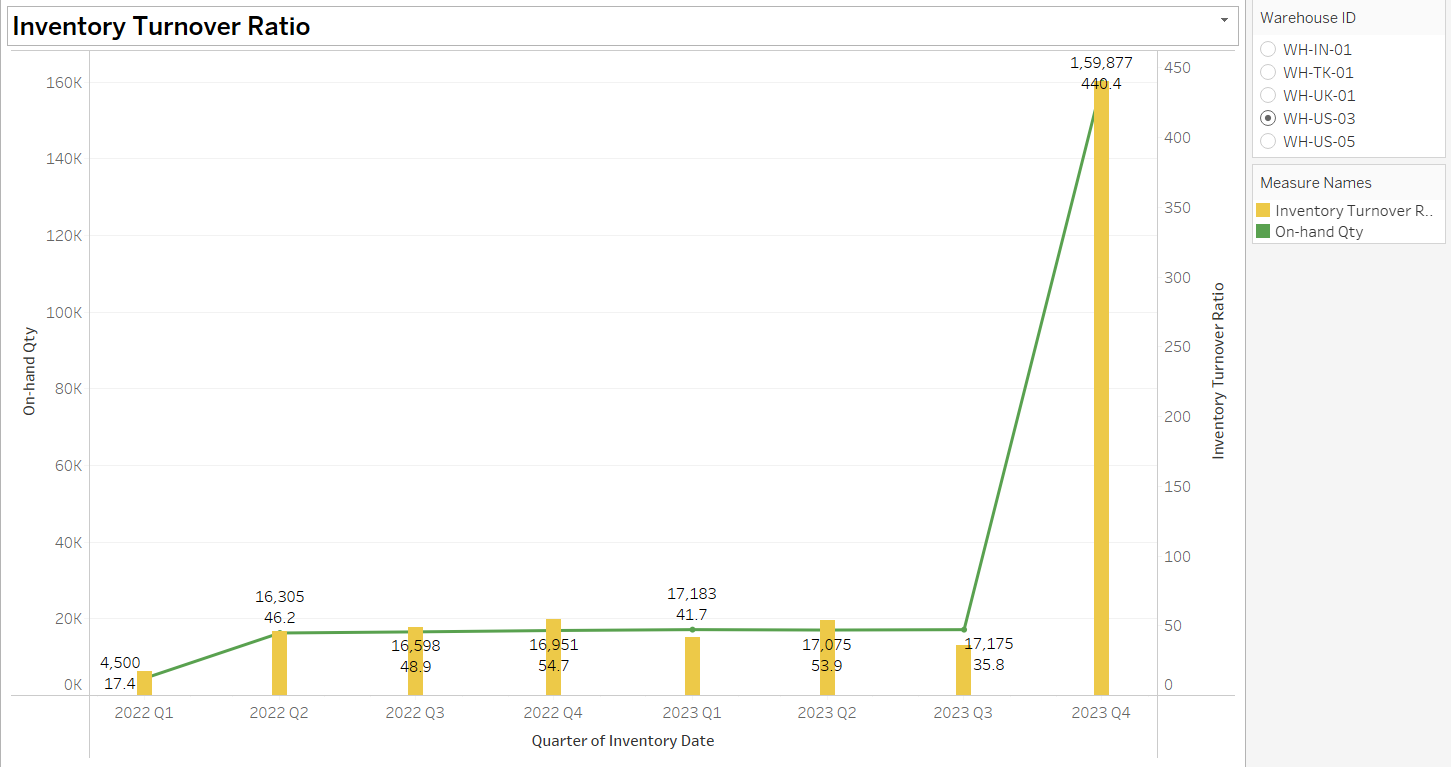 Inventory Turnover Ratio
160K
140K
120K
100K
80K
60K
40K
20K
0K
On-hand Qty
1,59,877
440.4
17,183
41.7
16,305
46.2
16,598
48.9
16,951
54.7
17,075
53.9
17,175
35.8
4,500
17.4
450
400
350
300
250
200
150
100
50
0
Inventory Turnover Ratio
2022 Q1
2022 Q2
2022 Q3
2022 Q4
2023 Q1
2023 Q2
2023 Q3
2023 Q4
Quarter of Inventory Date
Warehouse ID
WH-IN-01
WH-TK-01
WH-UK-01
WH-US-03
WH-US-05
Measure Names
Inventory Turnover R..
On-hand Qty